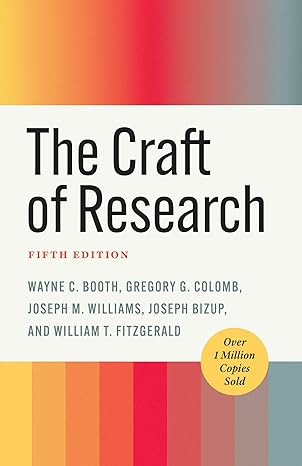 The Craft
of Research
FIFTH EDITION
WAYNE C. BOOTH, GREGORY G. COLOMB,
JOSEPH M. WILLIAMS, JOSEPH BIZUP,
AND WILLIAM T. FITZGERALD
Over
1 Million
Copies
Sold